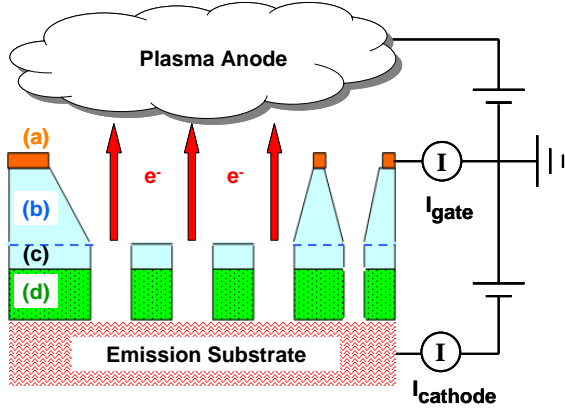 Plasma Anode
(a)
e- e-
I
(b)
Igate
(c)
(d)
Emission Substrate
I
Icathode